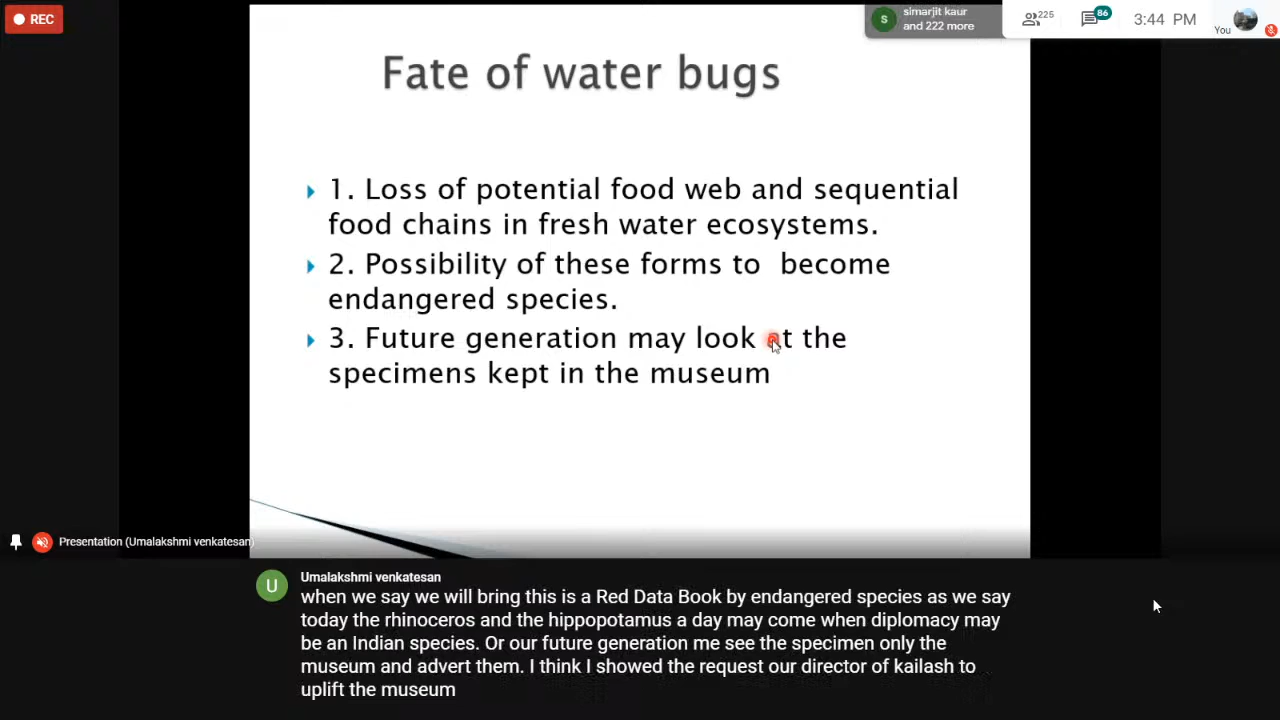 REC
simarjit kaur
and 222 more
225
86
3:44 PM
You
S
Fate of water bugs
1. Loss of potential food web and sequential
food chains in fresh water ecosystems.
2. Possibility of these forms to become
endangered species.
3. Future generation may look at the
specimens kept in the museum
Presentation (Umalakshmi venkatesan)
U
Umalakshmi venkatesan
when we say we will bring this is a Red Data Book by endangered species as we say
today the rhinoceros and the hippopotamus a day may come when diplomacy may
be an Indian species. Or our future generation me see the specimen only the
museum and advert them. I think I showed the request our director of kailash to
uplift the museum